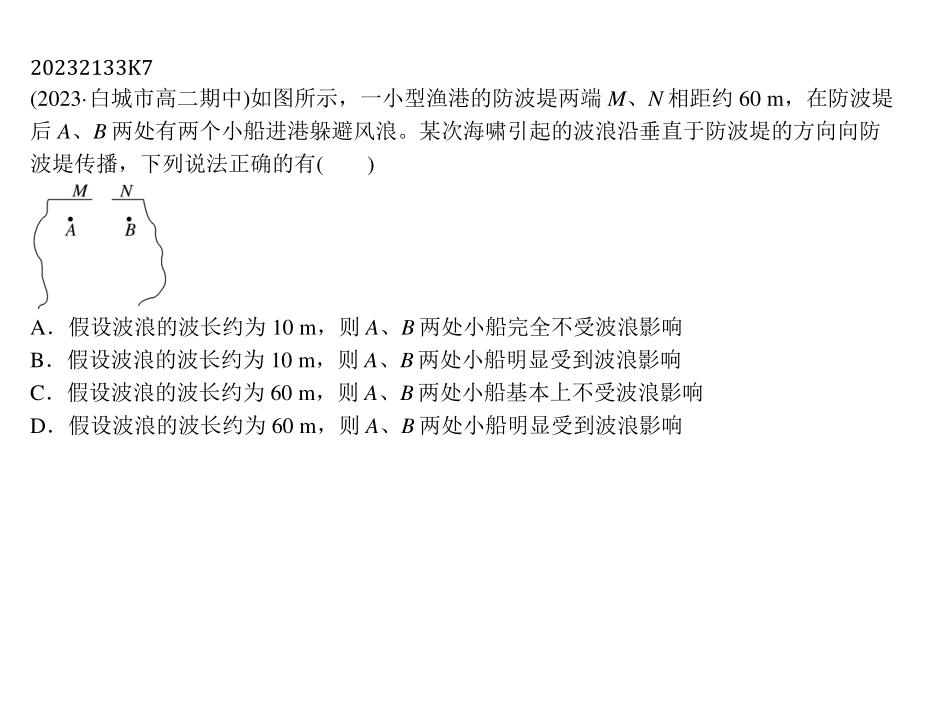 20232133K7
(2023·白城市高二期中)如图所示，一小型渔港的防波堤两端 M、N 相距约 60 m，在防波堤
后 A、B 两处有两个小船进港躲避风浪。某次海啸引起的波浪沿垂直于防波堤的方向向防
波堤传播，下列说法正确的有(　　)
M N
A B
A．假设波浪的波长约为 10 m，则 A、B 两处小船完全不受波浪影响
B．假设波浪的波长约为 10 m，则 A、B 两处小船明显受到波浪影响
C．假设波浪的波长约为 60 m，则 A、B 两处小船基本上不受波浪影响
D．假设波浪的波长约为 60 m，则 A、B 两处小船明显受到波浪影响